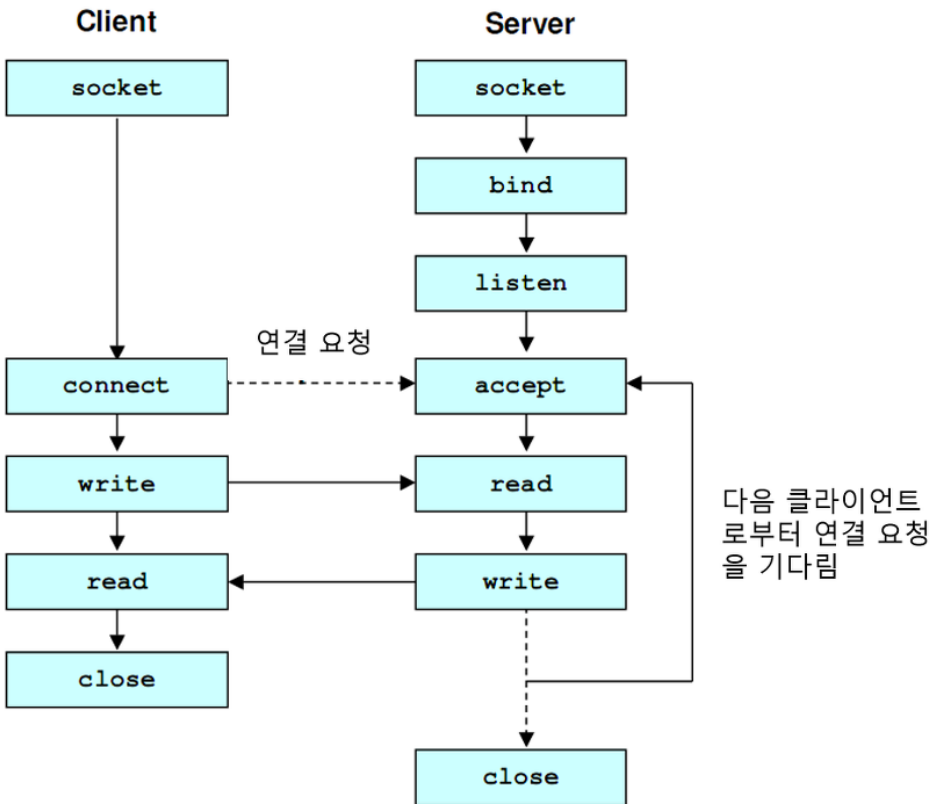 Client
Server
socket
socket
bind
listen
연결 요청
connect
accept
write
read
다음 클라이언트
로부터 연결 요청
을 기다림
read
write
close
close